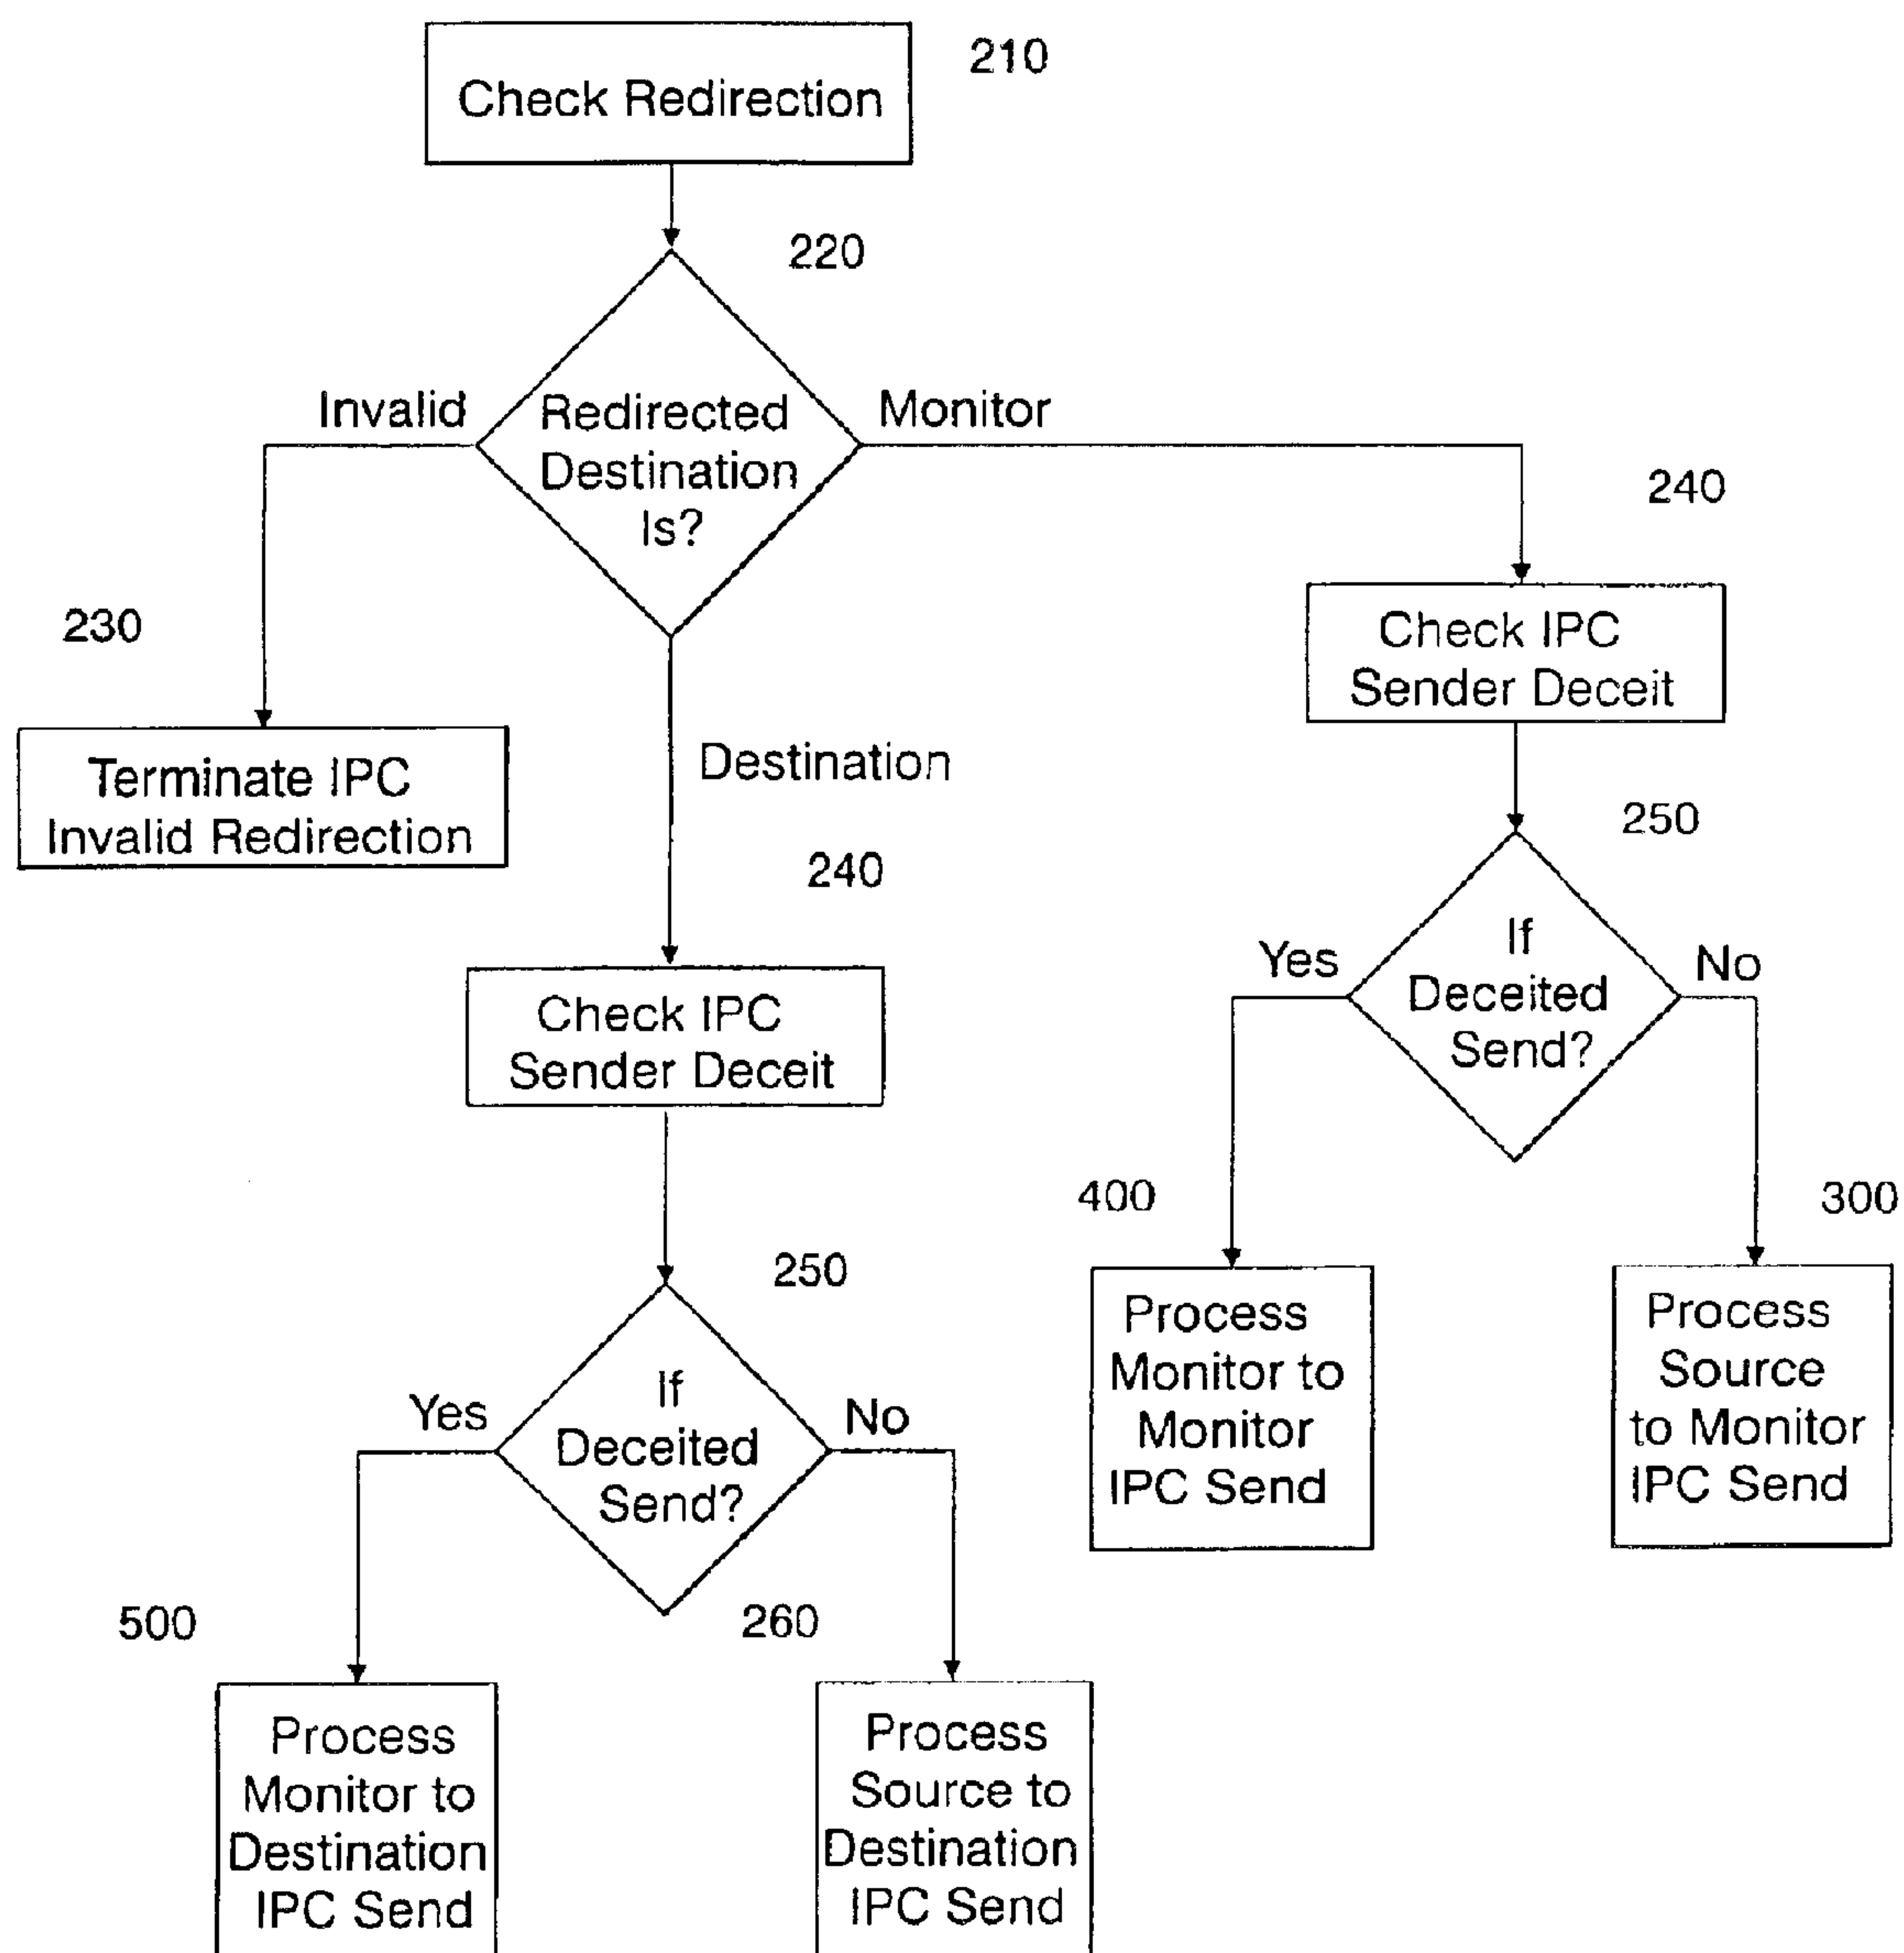 210
Check Redirection
220
Invalid
Redirected
Destination
Is?
Monitor
230
Terminate IPC
Invalid Redirection
Destination
240
Check IPC
Sender Deceit
250
If
Deceited
Send?
Yes
No
500
Process
Monitor to
Destination
IPC Send
260
Process
Source to
Destination
IPC Send
240
Check IPC
Sender Deceit
250
If
Deceited
Send?
Yes
No
400
Process
Monitor to
Monitor
IPC Send
300
Process
Source
to Monitor
IPC Send